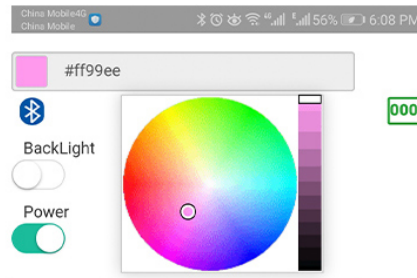 China Mobile4G
China Mobile
56% 6:08 PM
#ff99ee
000
BackLight
Power